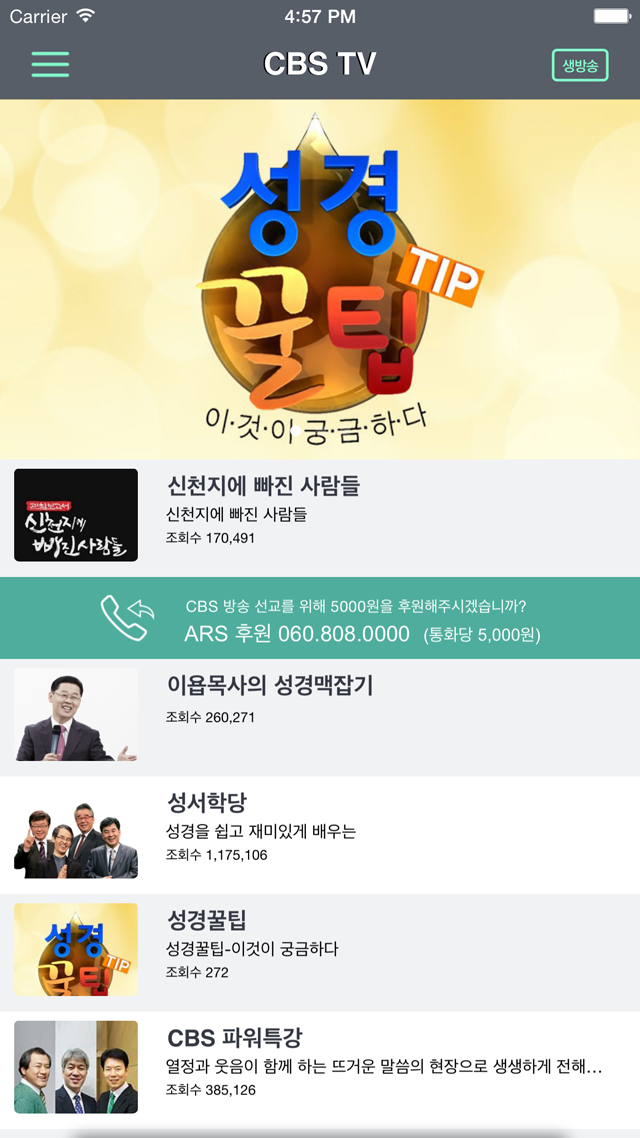 Carrier 4:57 PM
CBS TV
생방송
성경
꿀팁
TIP
이·것·이 궁·금·하·다
신천지에
빠진 사람들
신천지에 빠진 사람들
신천지에 빠진 사람들
조회수 170,491
CBS 방송 선교를 위해 5000원을 후원해주시겠습니까?
ARS 후원 060.808.0000 (통화당 5,000원)
이욥목사의 성경맥잡기
조회수 260,271
성서학당
성경을 쉽고 재미있게 배우는
조회수 1,175,106
성경
꿀팁
TIP
성경꿀팁
성경꿀팁-이것이 궁금하다
조회수 272
CBS 파워특강
열정과 웃음이 함께 하는 뜨거운 말씀의 현장으로 생생하게 전해...
조회수 385,126